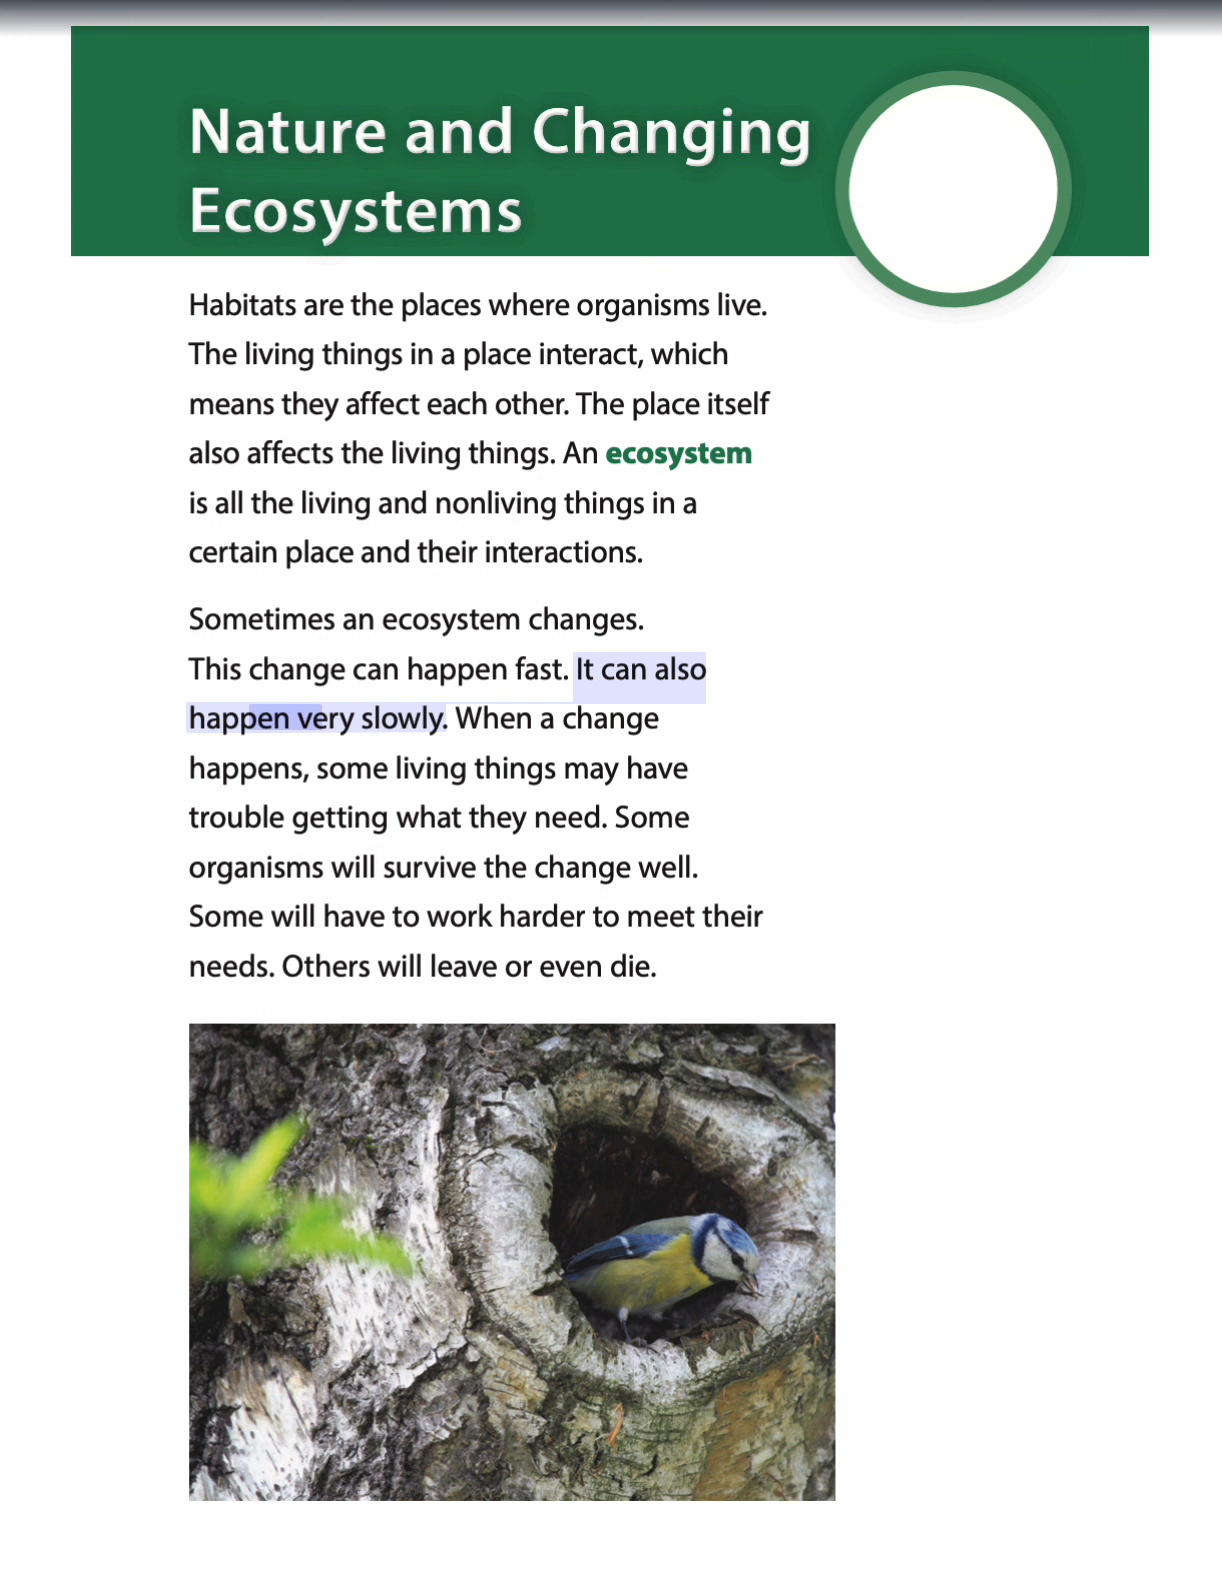 Nature and Changing
Ecosystems
Habitats are the places where organisms live.
The living things in a place interact, which
means they affect each other. The place itself
also affects the living things. An ecosystem
is all the living and nonliving things in a
certain place and their interactions.
Sometimes an ecosystem changes.
This change can happen fast. It can also
happen very slowly. When a change
happens, some living things may have
trouble getting what they need. Some
organisms will survive the change well.
Some will have to work harder to meet their
needs. Others will leave or even die.